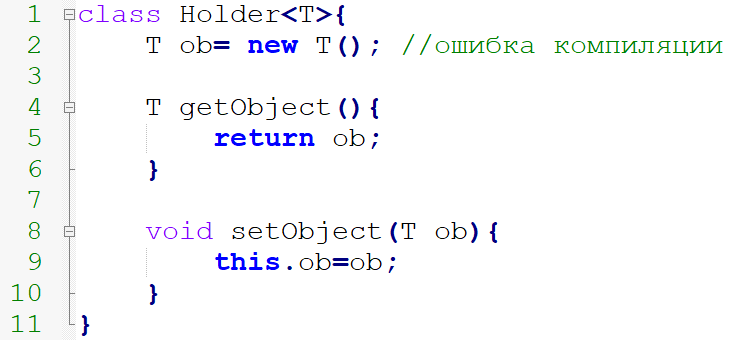 1 class Holder<T>{
2 T ob= new T(); //ошибка компиляции
3
4 T getObject(){
5 return ob;
6 }
7
8 void setObject(T ob){
9 this.ob=ob;
10 }
11 }